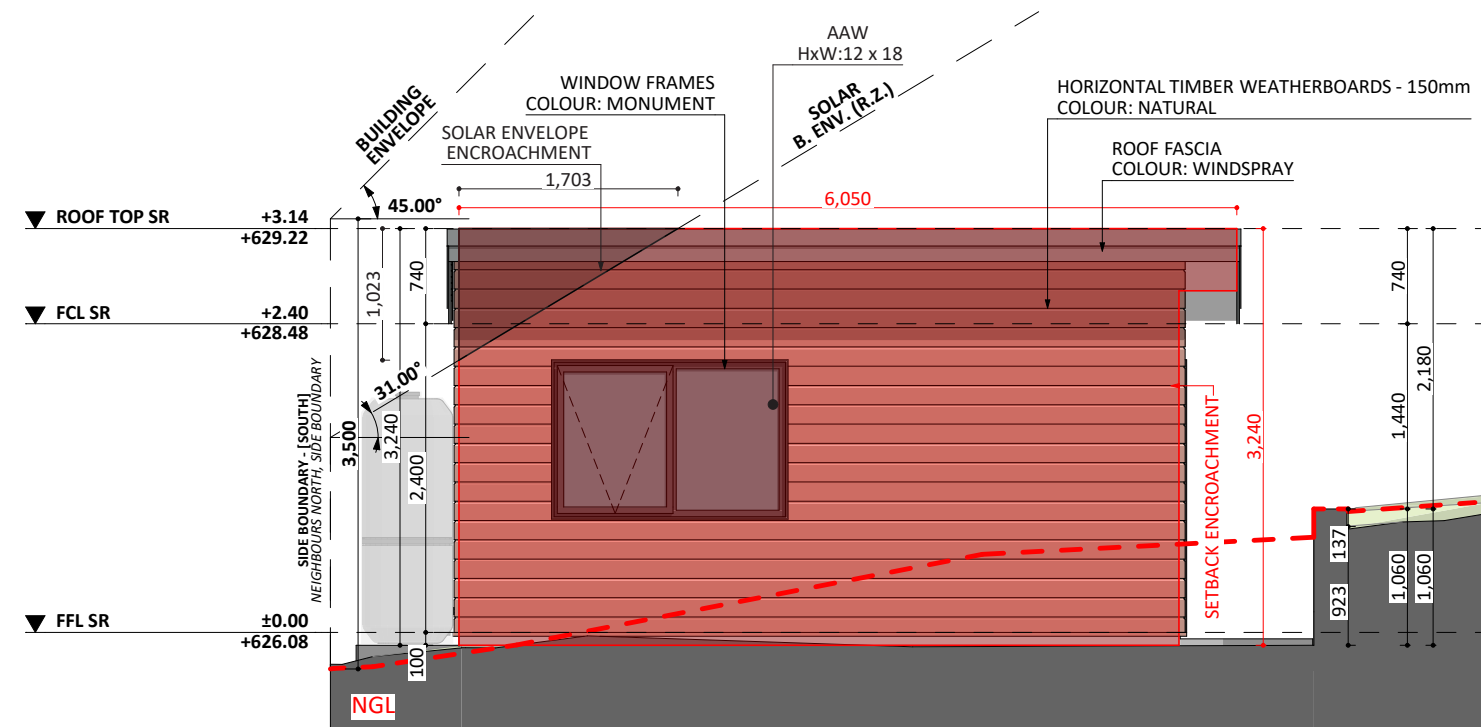 AAW
HxW:12 x 18
WINDOW FRAMES
COLOUR: MONUMENT
HORIZONTAL TIMBER WEATHERBOARDS - 150mm
COLOUR: NATURAL
BUILDING
ENVELOPE
SOLAR
B. ENV. (R.Z.)
SOLAR ENVELOPE
ENCROACHMENT
ROOF FASCIA
COLOUR: WINDSPRAY
1,703
6,050
45.00°
ROOF TOP SR
+3.14
+629.22
1,023
740
740
FCL SR
+2.40
+628.48
31.00°
2,180
1,440
SIDE BOUNDARY - [SOUTH]
NEIGHBOURS NORTH, SIDE BOUNDARY
3,500
3,240
2,400
SETBACK ENCROACHMENT
3,240
137
923
1,060
1,060
FFL SR
±0.00
+626.08
100
NGL